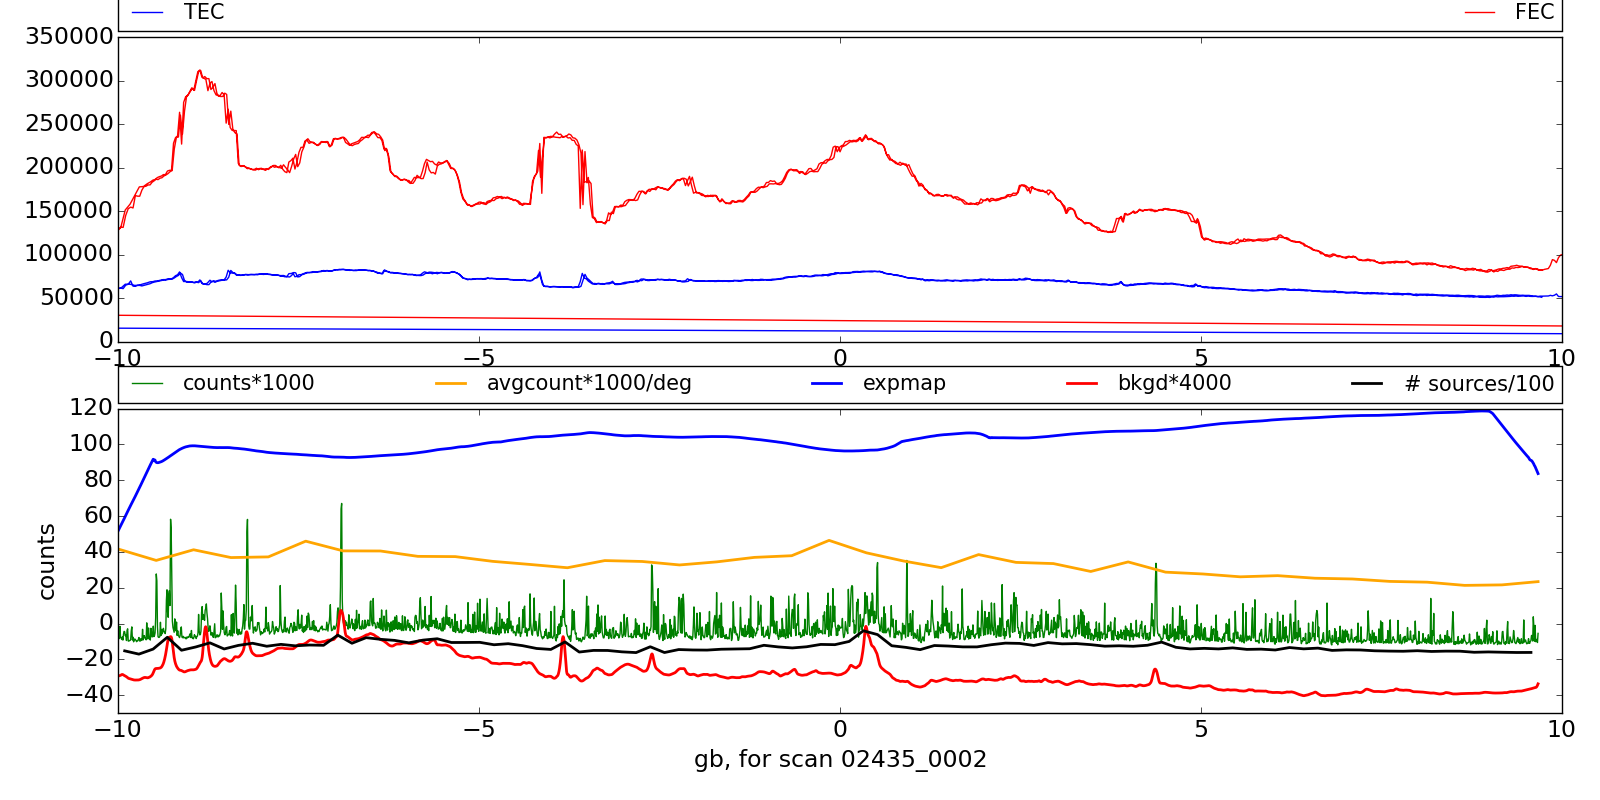 TEC FEC
350000
300000
250000
200000
150000
100000
50000
0
−10 −5 0 5 10
counts*1000 avgcount*1000/deg expmap bkgd*4000 # sources/100
120
100
80
60
40
20
0
−20
−40
counts
−10 −5 0 5 10
gb, for scan 02435_0002